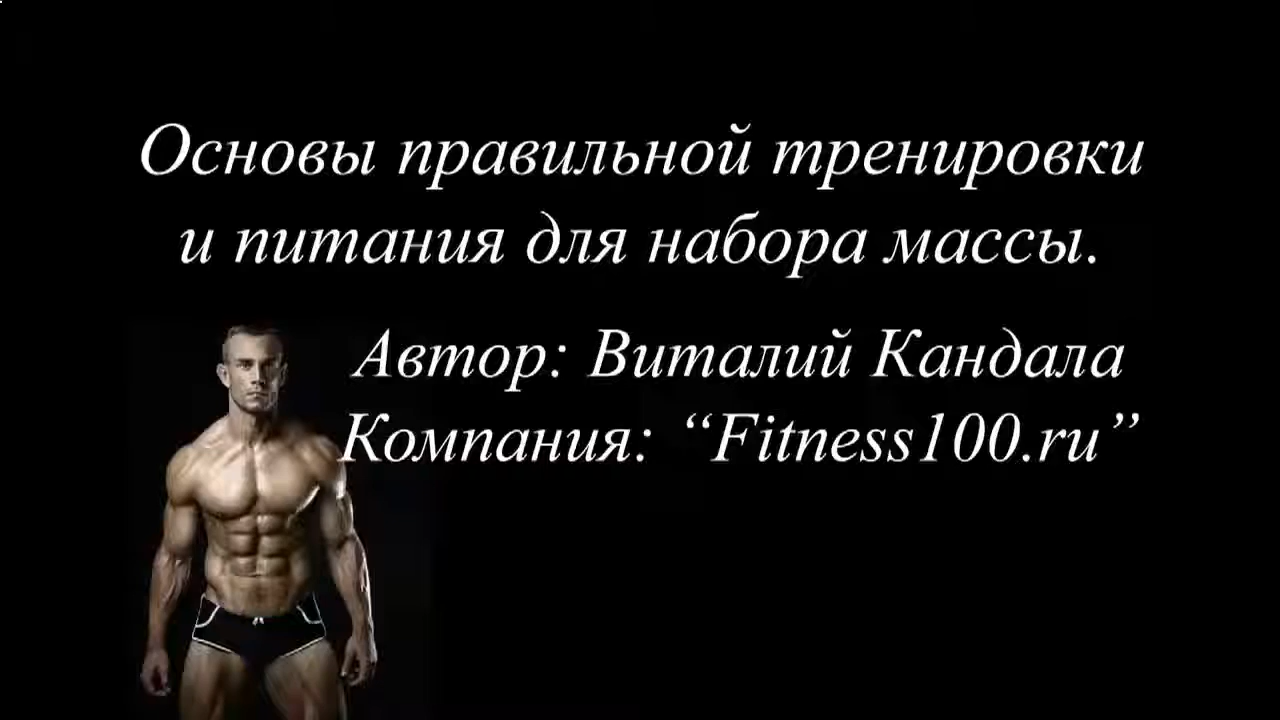 Основы правильной тренировки
и питания для набора массы.
Автор: Виталий Кандала
Компания: “Fitness100.ru”